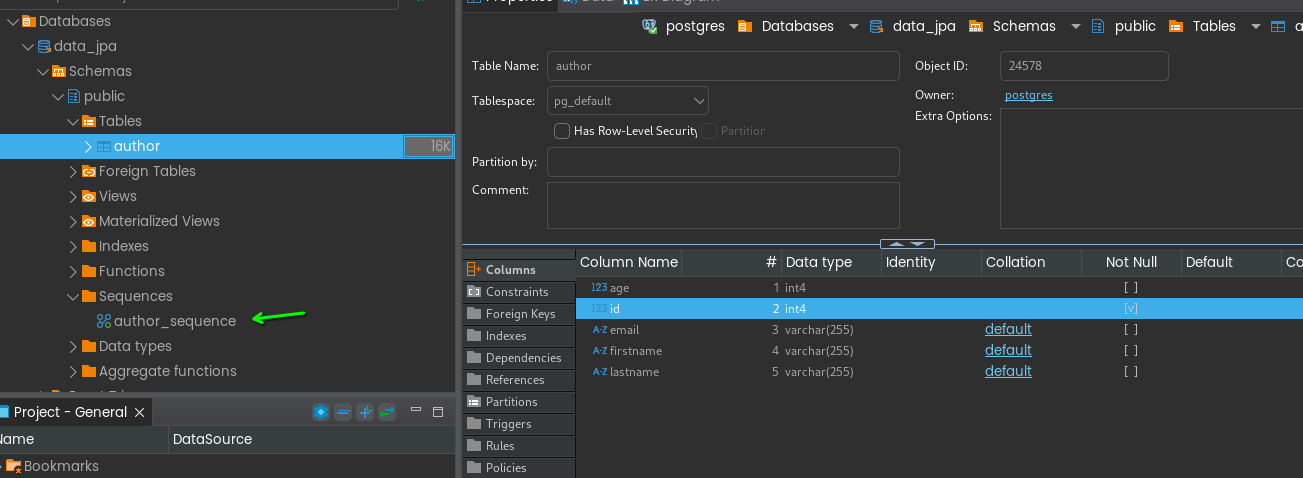 Databases
data_jpa
Schemas
public
Tables
author 16K
Foreign Tables
Views
Materialized Views
Indexes
Functions
Sequences
author_sequence
Data types
Aggregate functions
Project - General
DataSource
Bookmarks
Properties Data
postgres Databases data_jpa Schemas public Tables
Table Name: author Object ID: 24578
Tablespace: pg_default Owner: postgres
Has Row-Level Security Partition Extra Options:
Partition by:
Comment:
Columns
Constraints
Foreign Keys
Indexes
Dependencies
References
Partitions
Triggers
Rules
Policies
Column Name # Data type Identity Collation Not Null Default
123 age 1 int4 [ ]
123 id 2 int4 [v]
A-Z email 3 varchar(255) default [ ]
A-Z firstname 4 varchar(255) default [ ]
A-Z lastname 5 varchar(255) default [ ]